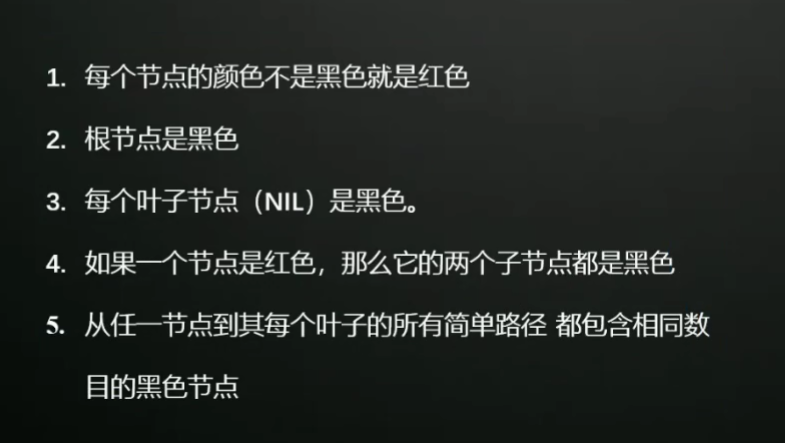 1. 每个节点的颜色不是黑色就是红色
2. 根节点是黑色
3. 每个叶子节点（NIL）是黑色。
4. 如果一个节点是红色，那么它的两个子节点都是黑色
5. 从任一节点到其每个叶子的所有简单路径 都包含相同数
目的黑色节点